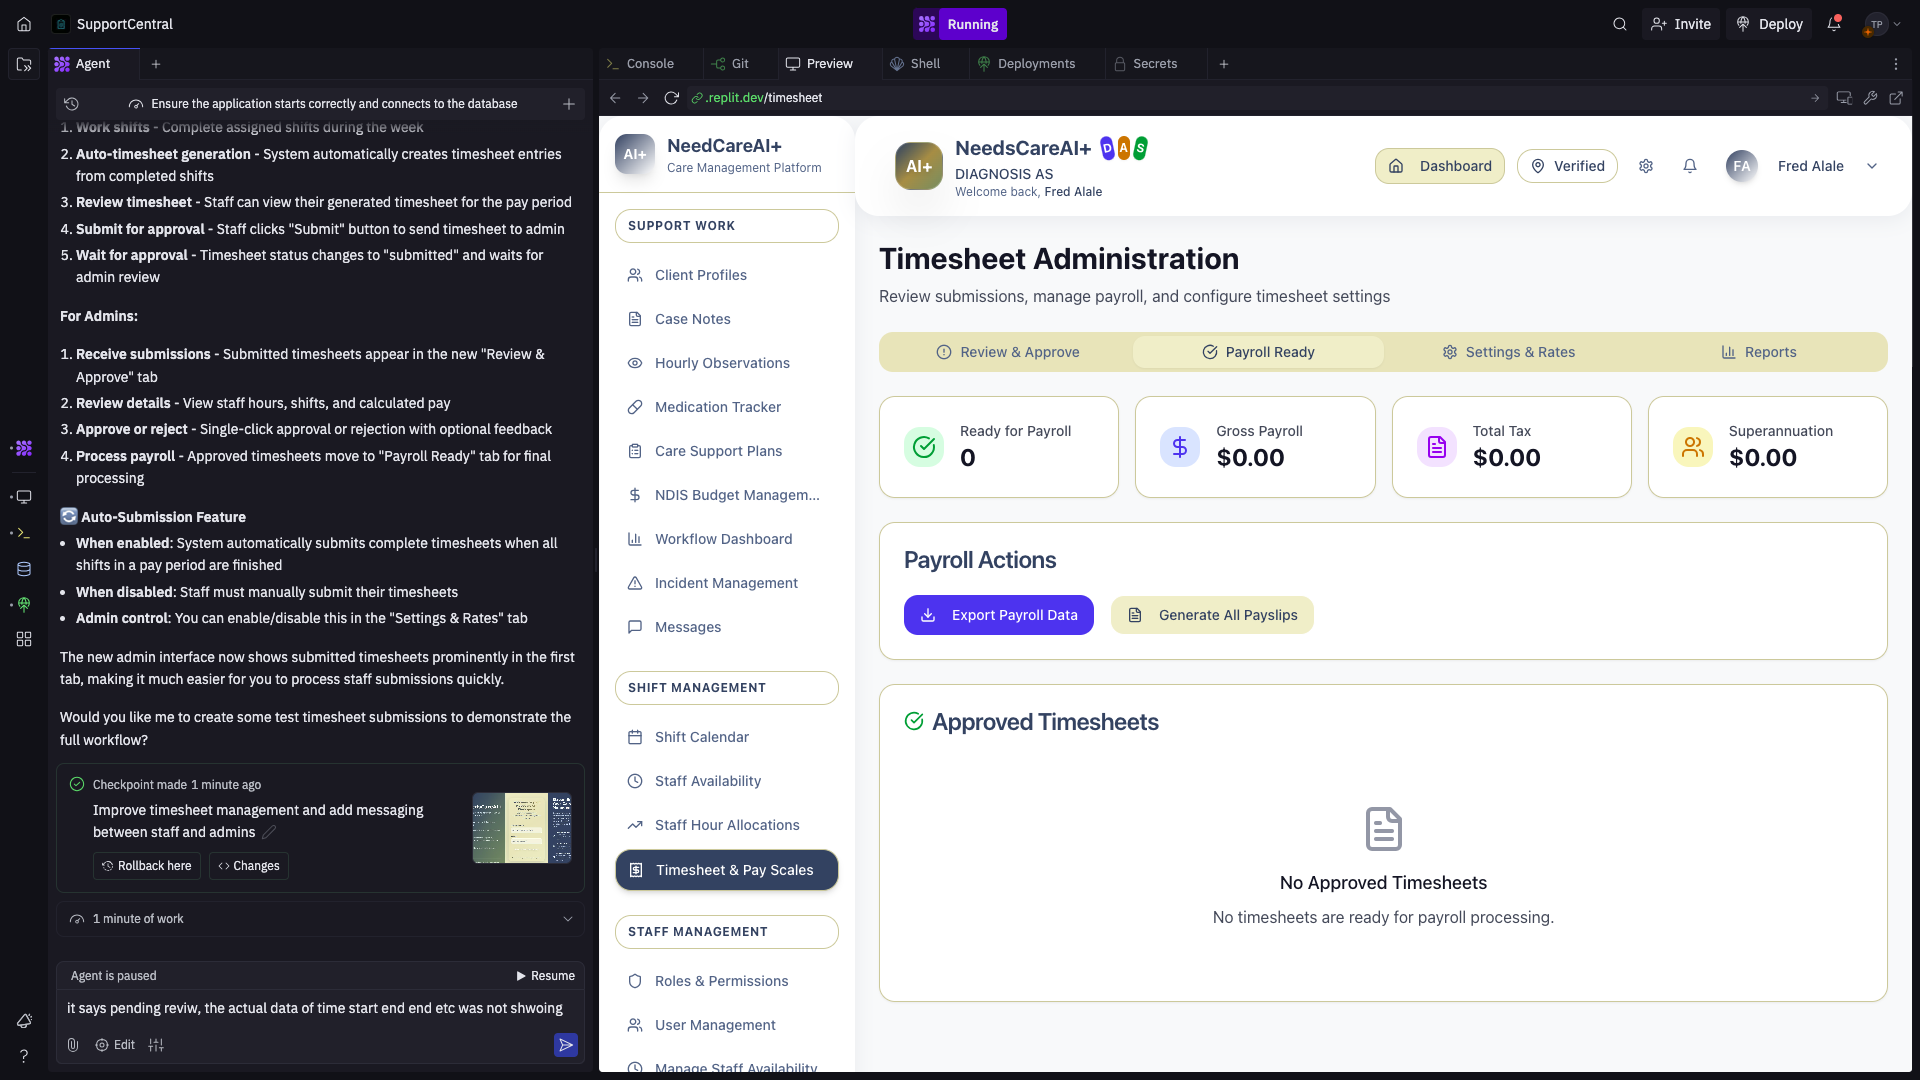 SupportCentral
Running
Invite
Deploy
TP
Agent
Console
Git
Preview
Shell
Deployments
Secrets
Ensure the application starts correctly and connects to the database
.replit.dev/timesheet
1. Work shifts - Complete assigned shifts during the week
2. Auto-timesheet generation - System automatically creates timesheet entries
from completed shifts
3. Review timesheet - Staff can view their generated timesheet for the pay period
4. Submit for approval - Staff clicks "Submit" button to send timesheet to admin
5. Wait for approval - Timesheet status changes to "submitted" and waits for
admin review
For Admins:
1. Receive submissions - Submitted timesheets appear in the new "Review &
Approve" tab
2. Review details - View staff hours, shifts, and calculated pay
3. Approve or reject - Single-click approval or rejection with optional feedback
4. Process payroll - Approved timesheets move to "Payroll Ready" tab for final
processing
Auto-Submission Feature
• When enabled: System automatically submits complete timesheets when all
shifts in a pay period are finished
• When disabled: Staff must manually submit their timesheets
• Admin control: You can enable/disable this in the "Settings & Rates" tab
The new admin interface now shows submitted timesheets prominently in the first
tab, making it much easier for you to process staff submissions quickly.
Would you like me to create some test timesheet submissions to demonstrate the
full workflow?
Checkpoint made 1 minute ago
Improve timesheet management and add messaging
between staff and admins
Rollback here
Changes
1 minute of work
Agent is paused
Resume
it says pending reviw, the actual data of time start end end etc was not shwoing
Edit
AI+
NeedCareAI+
Care Management Platform
SUPPORT WORK
Client Profiles
Case Notes
Hourly Observations
Medication Tracker
Care Support Plans
NDIS Budget Managem...
Workflow Dashboard
Incident Management
Messages
SHIFT MANAGEMENT
Shift Calendar
Staff Availability
Staff Hour Allocations
Timesheet & Pay Scales
STAFF MANAGEMENT
Roles & Permissions
User Management
Manage Staff Availability
AI+
NeedsCareAI+
D A S
DIAGNOSIS AS
Welcome back, Fred Alale
Dashboard
Verified
FA
Fred Alale
Timesheet Administration
Review submissions, manage payroll, and configure timesheet settings
Review & Approve
Payroll Ready
Settings & Rates
Reports
Ready for Payroll
0
Gross Payroll
$0.00
Total Tax
$0.00
Superannuation
$0.00
Payroll Actions
Export Payroll Data
Generate All Payslips
Approved Timesheets
No Approved Timesheets
No timesheets are ready for payroll processing.